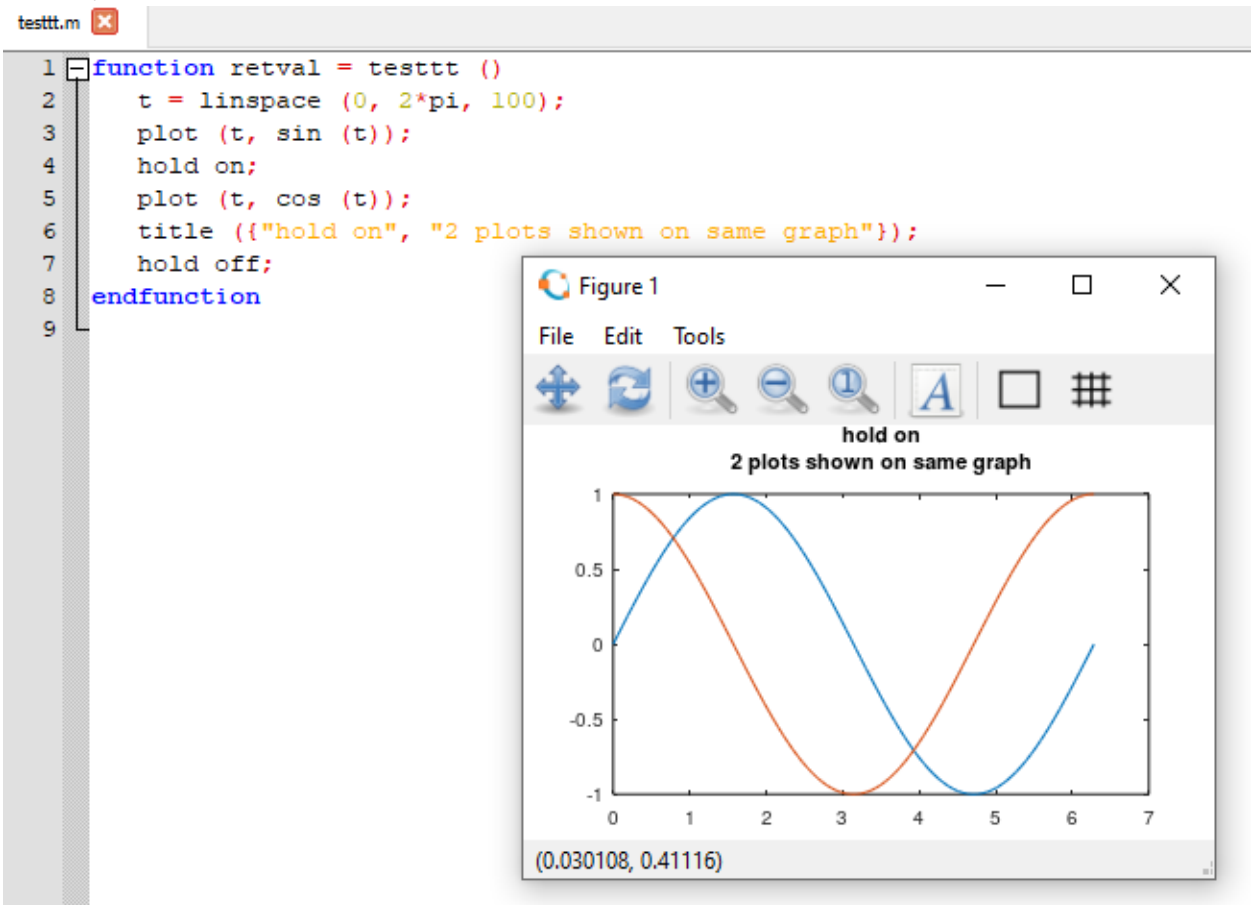 testtt.m
1 function retval = testtt ()
2 t = linspace (0, 2*pi, 100);
3 plot (t, sin (t));
4 hold on;
5 plot (t, cos (t));
6 title ({"hold on", "2 plots shown on same graph"});
7 hold off;
8 endfunction
9
Figure 1
File Edit Tools
1 A
hold on
2 plots shown on same graph
1
0.5
0
-0.5
-1
0 1 2 3 4 5 6 7
(0.030108, 0.41116)